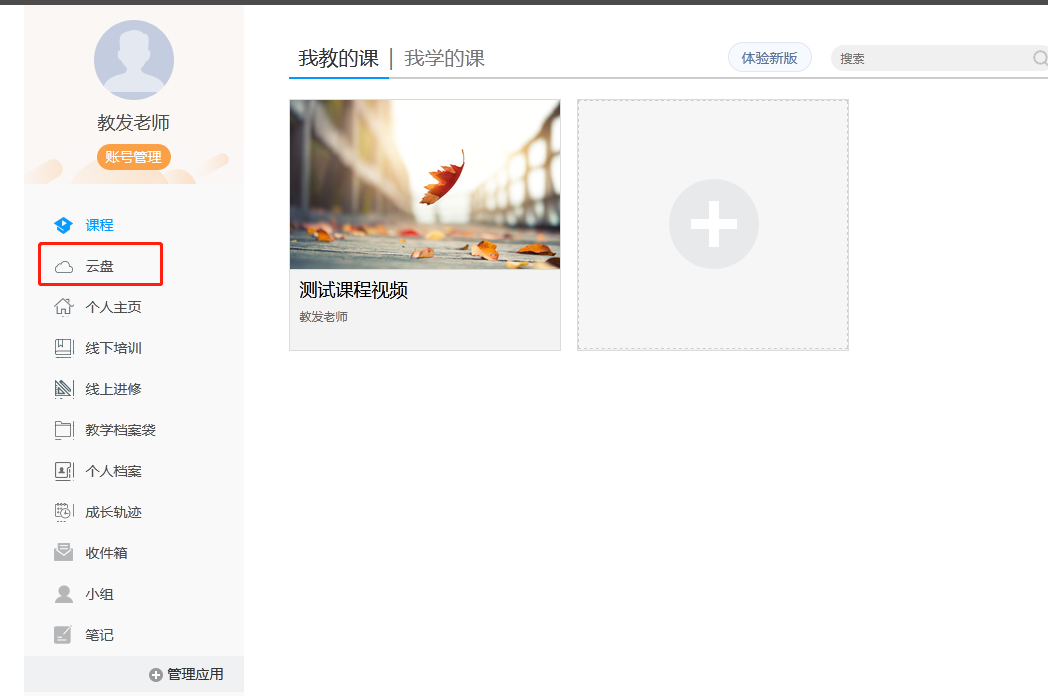 教发老师
账号管理
课程
云盘
个人主页
线下培训
线上进修
教学档案袋
个人档案
成长轨迹
收件箱
小组
笔记
管理应用
我教的课 | 我学的课
体验新版
搜索
测试课程视频
教发老师